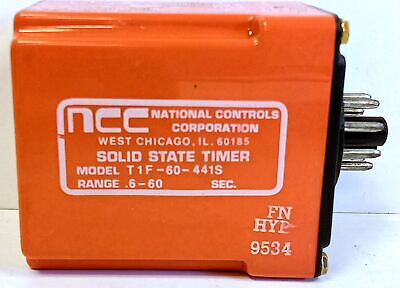 ncc NATIONAL CONTROLS
CORPORATION
WEST CHICAGO, IL. 60185
SOLID STATE TIMER
MODEL T1F-60-441S
RANGE .6-60 SEC.
FN
HYP
9534